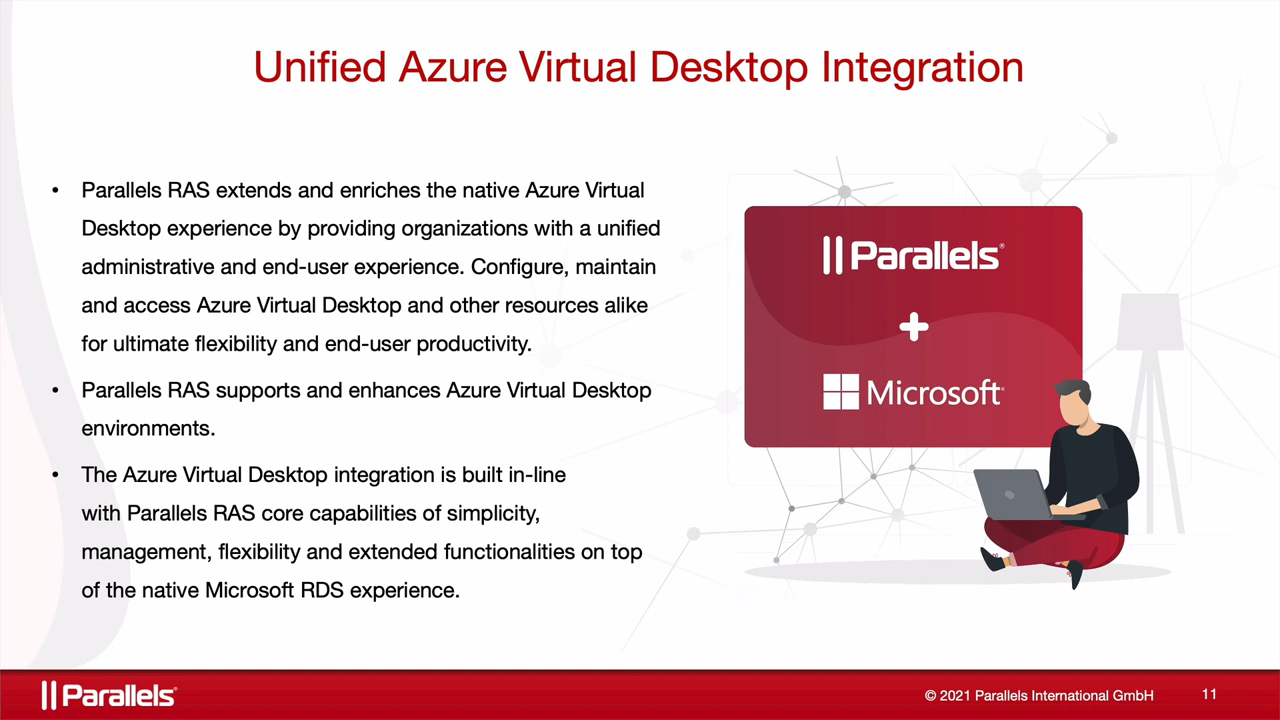 Unified Azure Virtual Desktop Integration
• Parallels RAS extends and enriches the native Azure Virtual
Desktop experience by providing organizations with a unified
administrative and end-user experience. Configure, maintain
and access Azure Virtual Desktop and other resources alike
for ultimate flexibility and end-user productivity.
• Parallels RAS supports and enhances Azure Virtual Desktop
environments.
• The Azure Virtual Desktop integration is built in-line
with Parallels RAS core capabilities of simplicity,
management, flexibility and extended functionalities on top
of the native Microsoft RDS experience.
Parallels®
+
Microsoft
Parallels®
© 2021 Parallels International GmbH
11